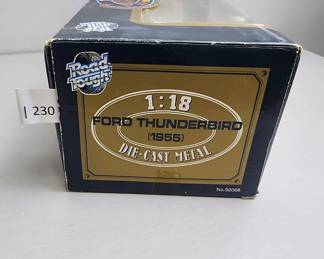 Road
Tough
| 230
1:18
FORD THUNDERBIRD
(1955)
DIE-CAST METAL
No. 92068